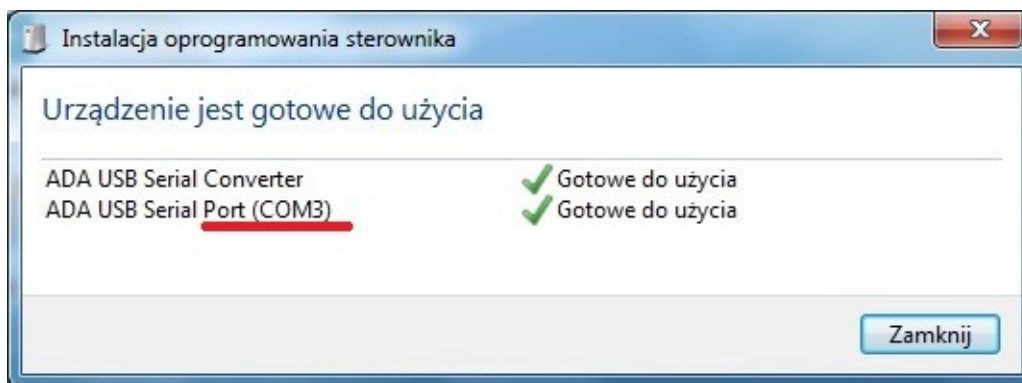 Instalacja oprogramowania sterownika
Urządzenie jest gotowe do użycia
ADA USB Serial Converter Gotowe do użycia
ADA USB Serial Port (COM3) Gotowe do użycia
Zamknij